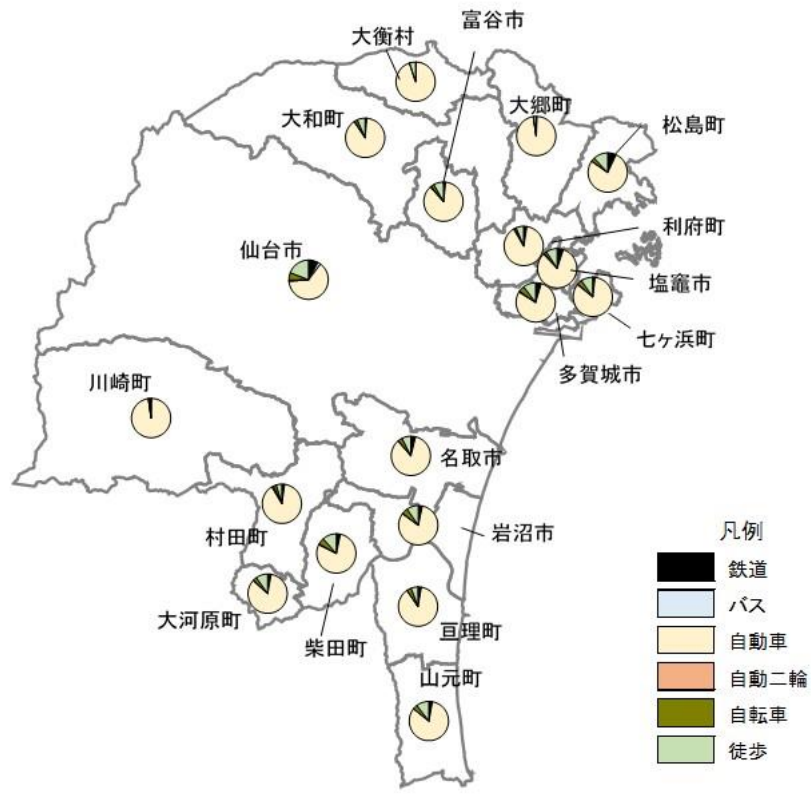 富谷市
大衡村
大郷町
大和町
松島町
利府町
仙台市
塩竈市
七ヶ浜町
多賀城市
川崎町
名取市
村田町
岩沼市
大河原町
柴田町
亘理町
山元町
凡例
鉄道
バス
自動車
自動二輪
自転車
徒歩